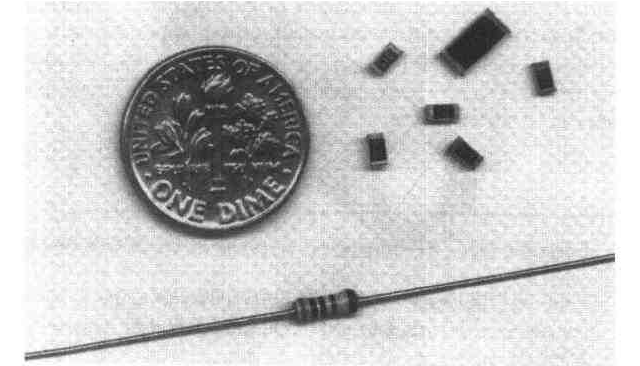 UNITED STATES OF AMERICA
ONE DIME